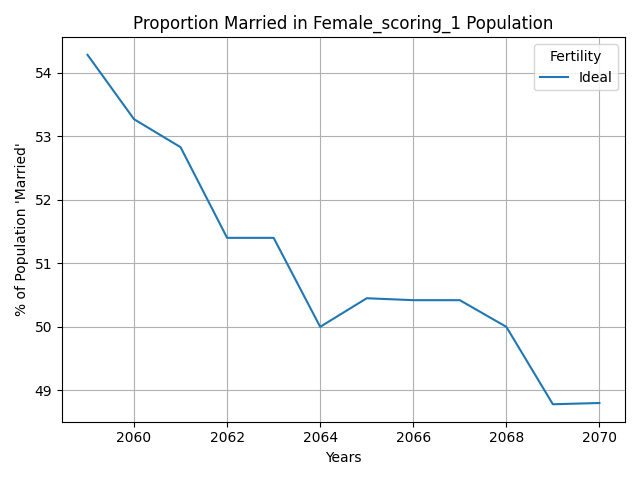 Proportion Married in Female_scoring_1 Population
Fertility
Ideal
% of Population 'Married'
54
53
52
51
50
49
2060
2062
2064
2066
2068
2070
Years